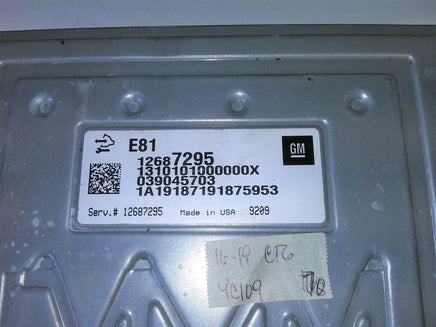 E81
GM
12687295
1310101000000X
039045703
1A19187191875953
Serv.# 12687295 Made in USA 9209
16-19 CT6
4C109